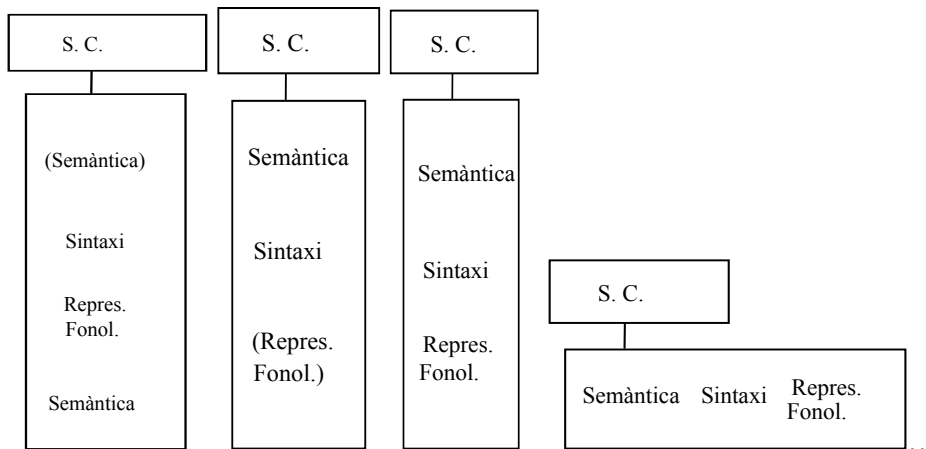 S. C.
(Semàntica)
Sintaxi
Repres.
Fonol.
Semàntica
S. C.
Semàntica
Sintaxi
(Repres.
Fonol.)
S. C.
Semàntica
Sintaxi
Repres.
Fonol.
S. C.
Semàntica Sintaxi Repres.
Fonol.